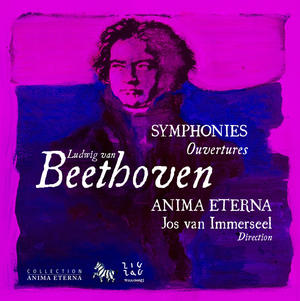 SYMPHONIES
Ouvertures
Ludwig van
Beethoven
ANIMA ETERNA
Jos van Immerseel
Direction
COLLECTION
ANIMA ETERNA
ZIG
ZAG